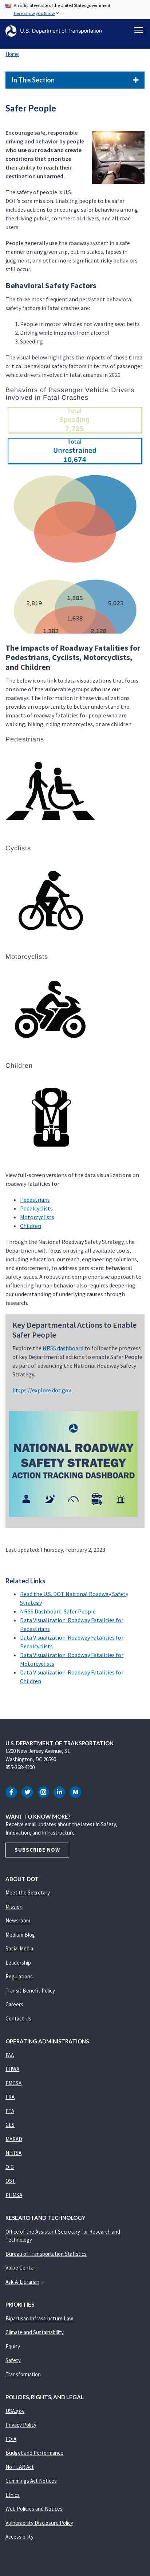 An official website of the United States government
Here's how you know
U.S. Department of Transportation
Home
In This Section
Safer People
Encourage safe, responsible
driving and behavior by people
who use our roads and create
conditions that prioritize
their ability to reach their
destination unharmed.
The safety of people is U.S.
DOT's core mission. Enabling people to be safer
includes actions to encourage safer behaviors among
the driving public, and conditions that support all road
users.
People generally use the roadway system in a safe
manner on any given trip, but mistakes, lapses in
judgment, and other more significant risky behaviors
still occur.
Behavioral Safety Factors
The three most frequent and persistent behavioral
safety factors in fatal crashes are:
1. People in motor vehicles not wearing seat belts
2. Driving while impaired from alcohol
3. Speeding
The visual below highlights the impacts of these three
critical behavioral safety factors in terms of passenger
vehicle drivers involved in fatal crashes in 2020.
Behaviors of Passenger Vehicle Drivers
Involved in Fatal Crashes
Total
Speeding
7,725
Total
Unrestrained
10,674
2,819
1,885
5,023
1,638
1,383
2,128
The Impacts of Roadway Fatalities for
Pedestrians, Cyclists, Motorcyclists,
and Children
The below icons link to data visualizations that focus
on some of the vulnerable groups who use our
roadways. The information in these visualizations
provides us with an opportunity to better understand
the impacts of roadway fatalities for people who are
walking, biking, riding motorcycles, or are children.
Pedestrians
Cyclists
Motorcyclists
Children
View full-screen versions of the data visualizations on
roadway fatalities for:
Pedestrians
Pedalcyclists
Motorcyclists
Children
Through the National Roadway Safety Strategy, the
Department will focus on using all available tools,
including education, outreach, engineering solutions,
and enforcement, to address the multiple interrelated
safety issues. A robust and comprehensive approach to
improving human behavior also requires deepening
our understanding of underlying causes through
research.
Key Departmental Actions to Enable
Safer People
Explore the NRSS dashboard to follow the progress
of key Departmental actions to enable Safer People
as part of advancing the National Roadway Safety
Strategy.
https://explore.dot.gov
NATIONAL ROADWAY
SAFETY STRATEGY
ACTION TRACKING DASHBOARD
Last updated: Thursday, February 2, 2023
Related Links
Read the U.S. DOT National Roadway Safety
Strategy
NRSS Dashboard: Safer People
Data Visualization: Roadway Fatalities for
Pedestrians
Data Visualization: Roadway Fatalities for
Pedalcyclists
Data Visualization: Roadway Fatalities for
Motorcyclists
Data Visualization: Roadway Fatalities for
Children
U.S. DEPARTMENT OF TRANSPORTATION
1200 New Jersey Avenue, SE
Washington, DC 20590
855-368-4200
WANT TO KNOW MORE?
Receive email updates about the latest in Safety,
Innovation, and Infrastructure.
SUBSCRIBE NOW
ABOUT DOT
Meet the Secretary
Mission
Newsroom
Medium Blog
Social Media
Leadership
Regulations
Transit Benefit Policy
Careers
Contact Us
OPERATING ADMINISTRATIONS
FAA
FHWA
FMCSA
FRA
FTA
GLS
MARAD
NHTSA
OIG
OST
PHMSA
RESEARCH AND TECHNOLOGY
Office of the Assistant Secretary for Research and
Technology
Bureau of Transportation Statistics
Volpe Center
Ask-A-Librarian
PRIORITIES
Bipartisan Infrastructure Law
Climate and Sustainability
Equity
Safety
Transformation
POLICIES, RIGHTS, AND LEGAL
USA.gov
Privacy Policy
FOIA
Budget and Performance
No FEAR Act
Cummings Act Notices
Ethics
Web Policies and Notices
Vulnerability Disclosure Policy
Accessibility